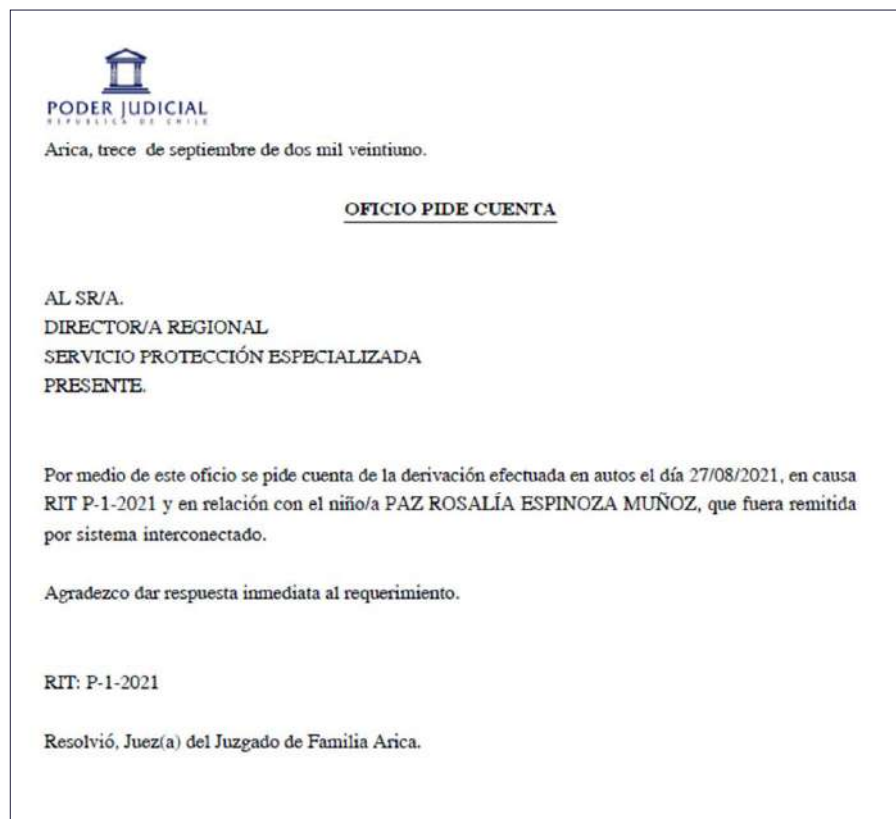 PODER JUDICIAL
REPUBLICA DE CHILE
Arica, trece de septiembre de dos mil veintiuno.
OFICIO PIDE CUENTA
AL SR/A.
DIRECTOR/A REGIONAL
SERVICIO PROTECCIÓN ESPECIALIZADA
PRESENTE.
Por medio de este oficio se pide cuenta de la derivación efectuada en autos el día 27/08/2021, en causa
RIT P-1-2021 y en relación con el niño/a PAZ ROSALÍA ESPINOZA MUÑOZ, que fuera remitida
por sistema interconectado.
Agradezco dar respuesta inmediata al requerimiento.
RIT: P-1-2021
Resolvió, Juez(a) del Juzgado de Familia Arica.